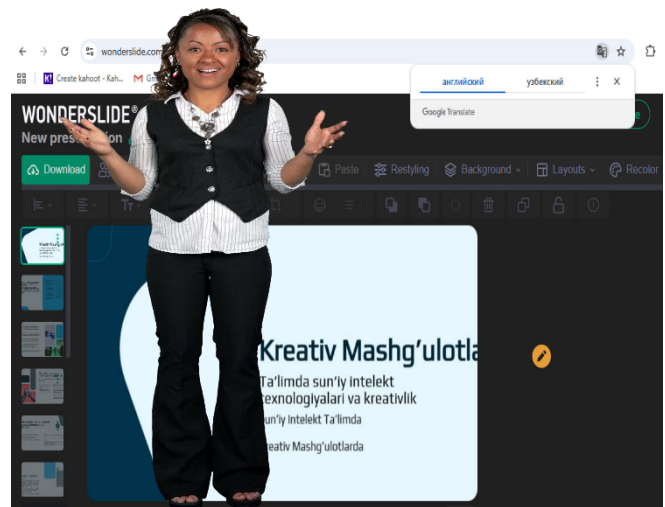 wonderslide.com
Create kahoot - Kah...
английский узбекский
Google Translate
WONDERSLIDE®
New
Download Paste Restyling Background Layouts Recolor
Kreativ Mashg'ulotla
Ta'limda sun'iy intelekt
texnologiyalari va kreativlik
sun'iy Intelekt Ta'limda
Kreativ Mashg'ulotlarda